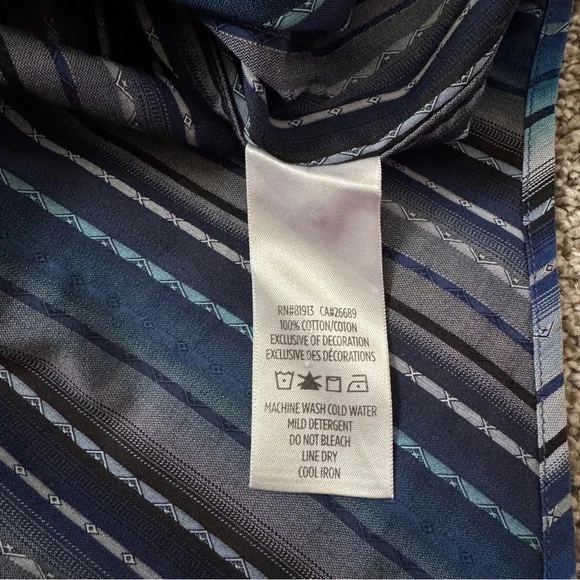 RN#81913 CA#26689
100% COTTON/COTON
EXCLUSIVE OF DECORATION
EXCLUSIVE DES DÉCORATIONS
MACHINE WASH COLD WATER
MILD DETERGENT
DO NOT BLEACH
LINE DRY
COOL IRON